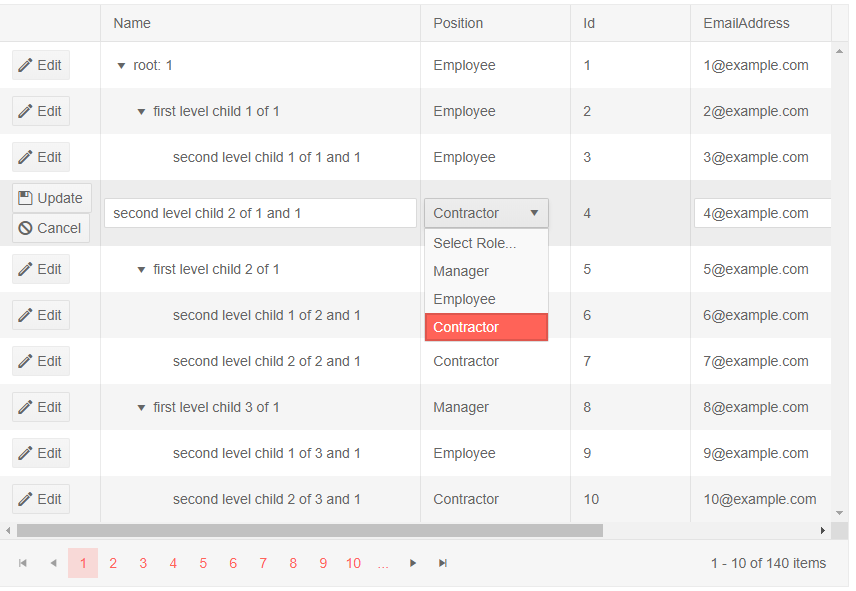 Name Position Id EmailAddress
Edit root: 1 Employee 1 1@example.com
Edit first level child 1 of 1 Employee 2 2@example.com
Edit second level child 1 of 1 and 1 Employee 3 3@example.com
Update
second level child 2 of 1 and 1 Contractor 4 4@example.com
Cancel
Select Role...
Manager
Employee
Contractor
Edit first level child 2 of 1 5 5@example.com
Edit second level child 1 of 2 and 1 6 6@example.com
Edit second level child 2 of 2 and 1 Contractor 7 7@example.com
Edit first level child 3 of 1 Manager 8 8@example.com
Edit second level child 1 of 3 and 1 Employee 9 9@example.com
Edit second level child 2 of 3 and 1 Contractor 10 10@example.com
1 2 3 4 5 6 7 8 9 10 ... 1 - 10 of 140 items